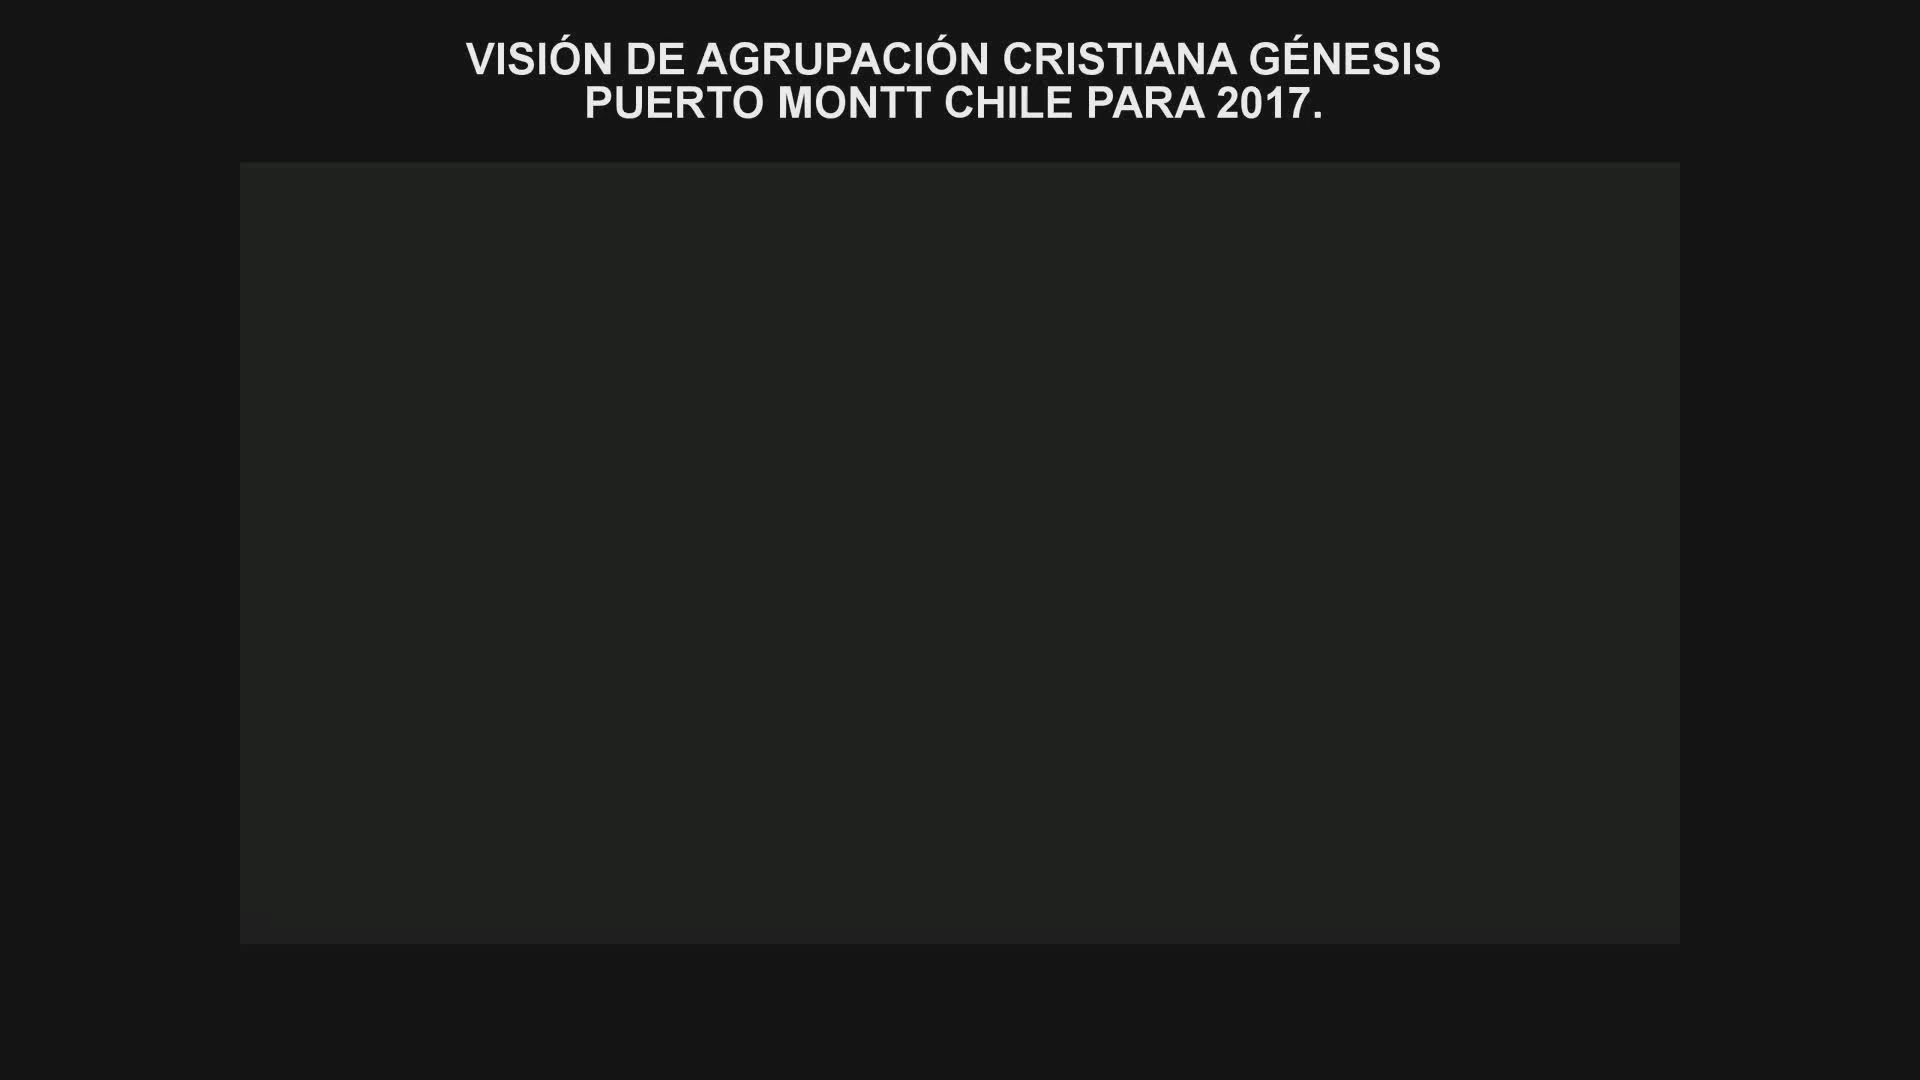 VISIÓN DE AGRUPACIÓN CRISTIANA GÉNESIS
PUERTO MONTT CHILE PARA 2017.